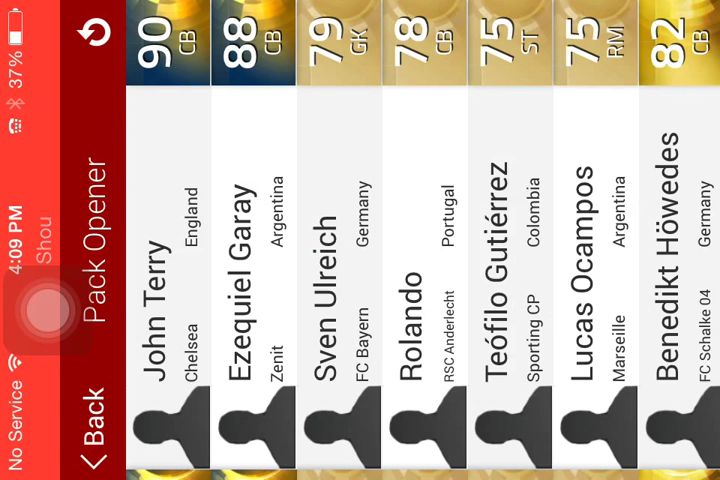 No Service 4:09 PM 37%
Shou
Back Pack Opener
John Terry 90
Chelsea England CB
Ezequiel Garay 88
Zenit Argentina CB
Sven Ulreich 79
FC Bayern Germany GK
Rolando 78
RSC Anderlecht Portugal CB
Teófilo Gutiérrez 75
Sporting CP Colombia ST
Lucas Ocampos 75
Marseille Argentina RM
Benedikt Höwedes 82
FC Schalke 04 Germany CB